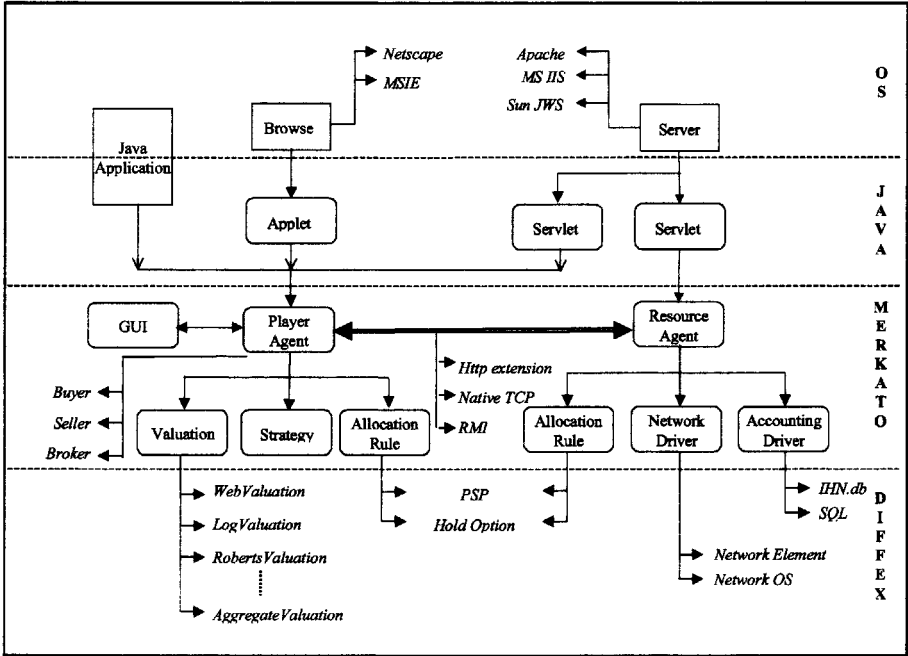 Netscape
MSIE
Apache
MS IIS
Sun JWS
O
S
Java
Application
Browse
Server
J
A
V
A
Applet
Servlet
Servlet
M
E
R
K
A
T
O
GUI
Player
Agent
Resource
Agent
Http extension
Native TCP
RMI
Buyer
Seller
Broker
Valuation
Strategy
Allocation
Rule
Allocation
Rule
Network
Driver
Accounting
Driver
D
I
F
F
E
X
WebValuation
LogValuation
RobertsValuation
AggregateValuation
PSP
Hold Option
IHN.db
SQL
Network Element
Network OS